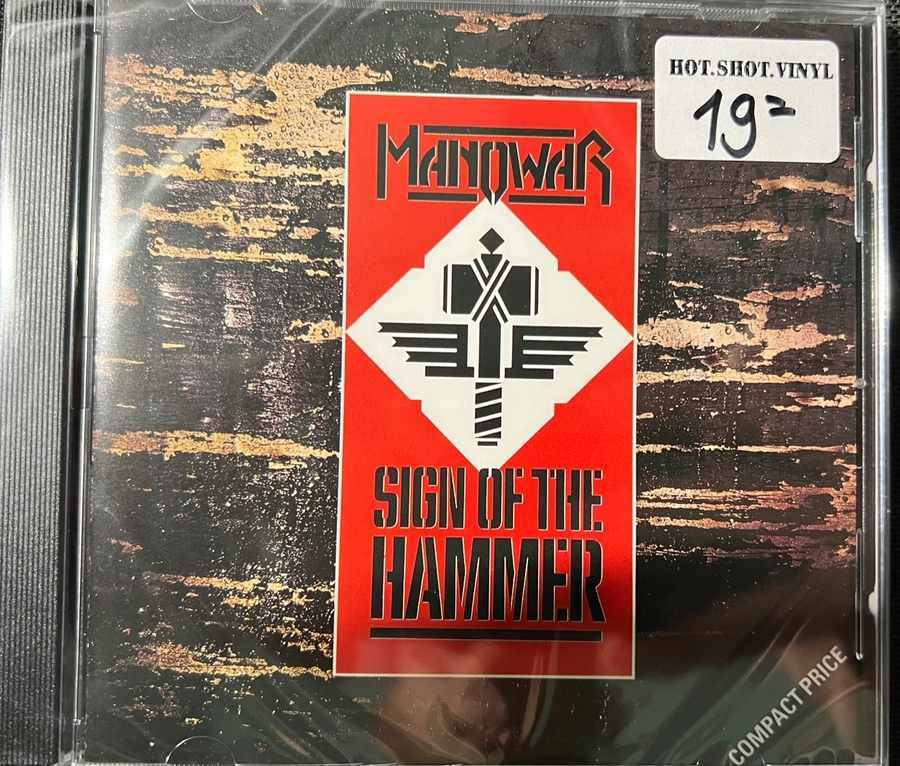 HOT.SHOT.VINYL
19=
MANOWAR
SIGN OF THE
HAMMER
COMPACT PRICE